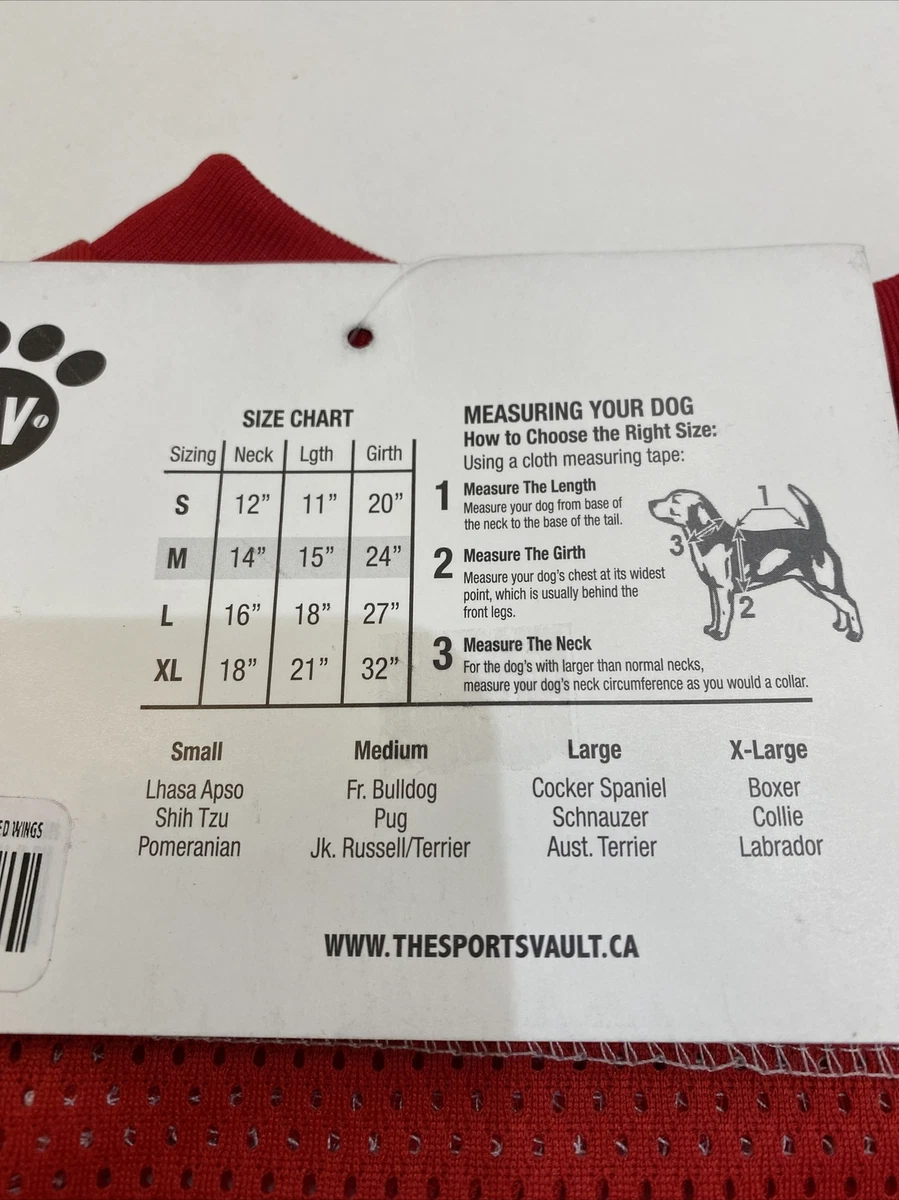 V
SIZE CHART
Sizing Neck Lgth Girth
S 12” 11” 20”
M 14” 15” 24”
L 16” 18” 27”
XL 18” 21” 32”
MEASURING YOUR DOG
How to Choose the Right Size:
Using a cloth measuring tape:
1 Measure The Length
Measure your dog from base of
the neck to the base of the tail.
2 Measure The Girth
Measure your dog’s chest at its widest
point, which is usually behind the
front legs.
3 Measure The Neck
For the dog’s with larger than normal necks,
measure your dog’s neck circumference as you would a collar.
1
3
2
Small Medium Large X-Large
Lhasa Apso Fr. Bulldog Cocker Spaniel Boxer
Shih Tzu Pug Schnauzer Collie
Pomeranian Jk. Russell/Terrier Aust. Terrier Labrador
ED WINGS
WWW.THESPORTSVAULT.CA